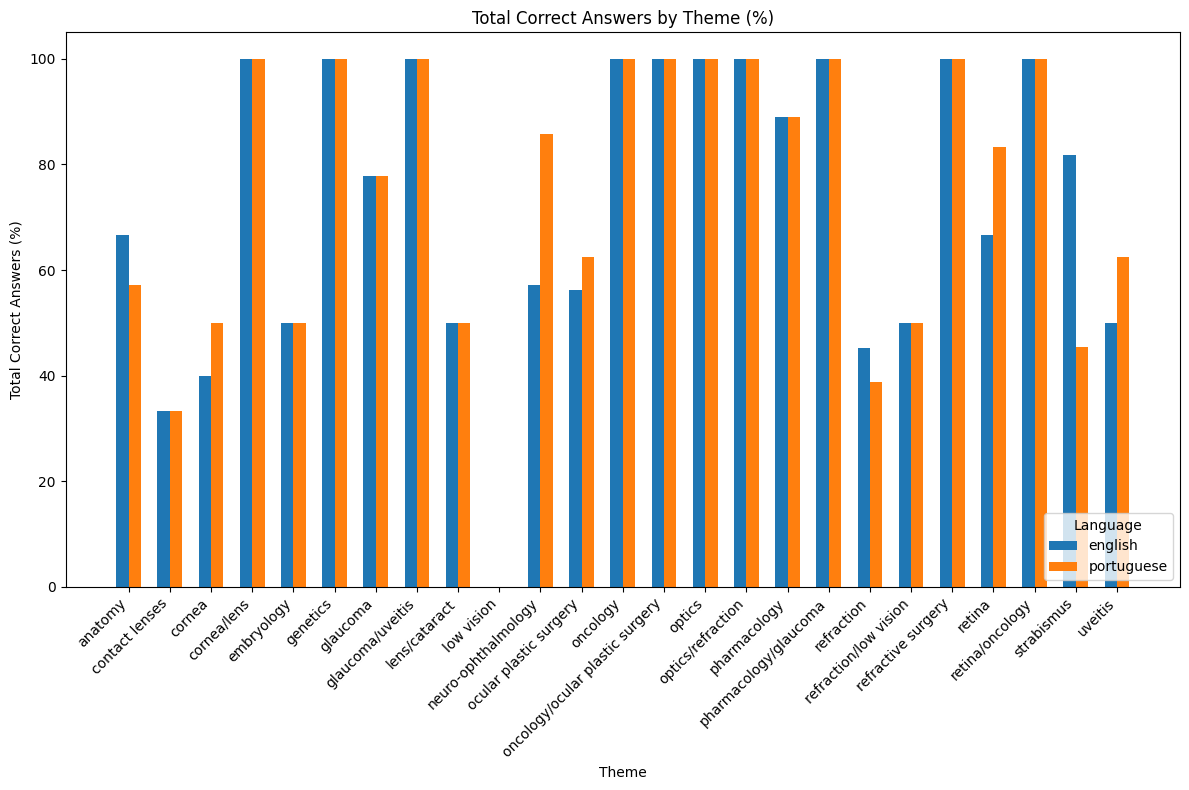 Total Correct Answers by Theme (%)
Total Correct Answers (%)
100
80
60
40
20
0
anatomy
contact lenses
cornea
cornea/lens
embryology
genetics
glaucoma
glaucoma/uveitis
lens/cataract
low vision
neuro-ophthalmology
ocular plastic surgery
oncology
oncology/ocular plastic surgery
optics
optics/refraction
pharmacology
pharmacology/glaucoma
refraction
refraction/low vision
refractive surgery
retina
retina/oncology
strabismus
uveitis
Theme
Language
english
portuguese